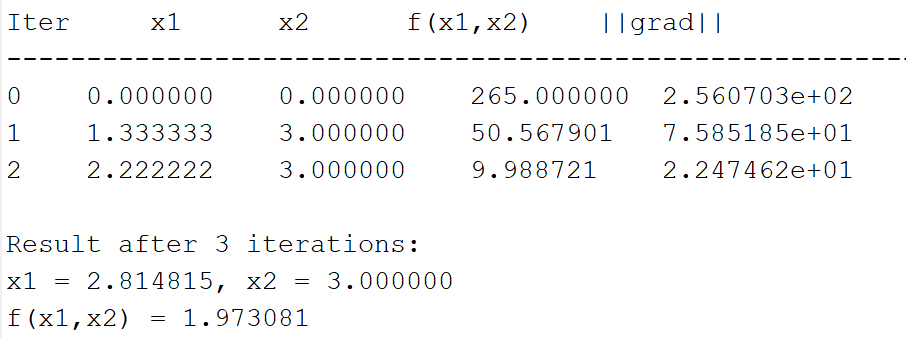 Iter x1 x2 f(x1,x2) ||grad||
---------------------------------------------------------
0 0.000000 0.000000 265.000000 2.560703e+02
1 1.333333 3.000000 50.567901 7.585185e+01
2 2.222222 3.000000 9.988721 2.247462e+01
Result after 3 iterations:
x1 = 2.814815, x2 = 3.000000
f(x1,x2) = 1.973081